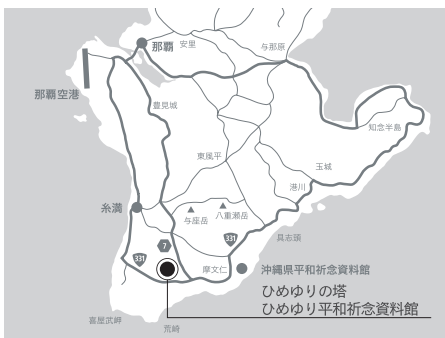 那覇
安里
与那原
那覇空港
豊見城
知念半島
東風平
玉城
糸満
港川
与座岳
八重瀬岳
具志頭
331
7
331
摩文仁
沖縄県平和祈念資料館
ひめゆりの塔
ひめゆり平和祈念資料館
喜屋武岬
荒崎